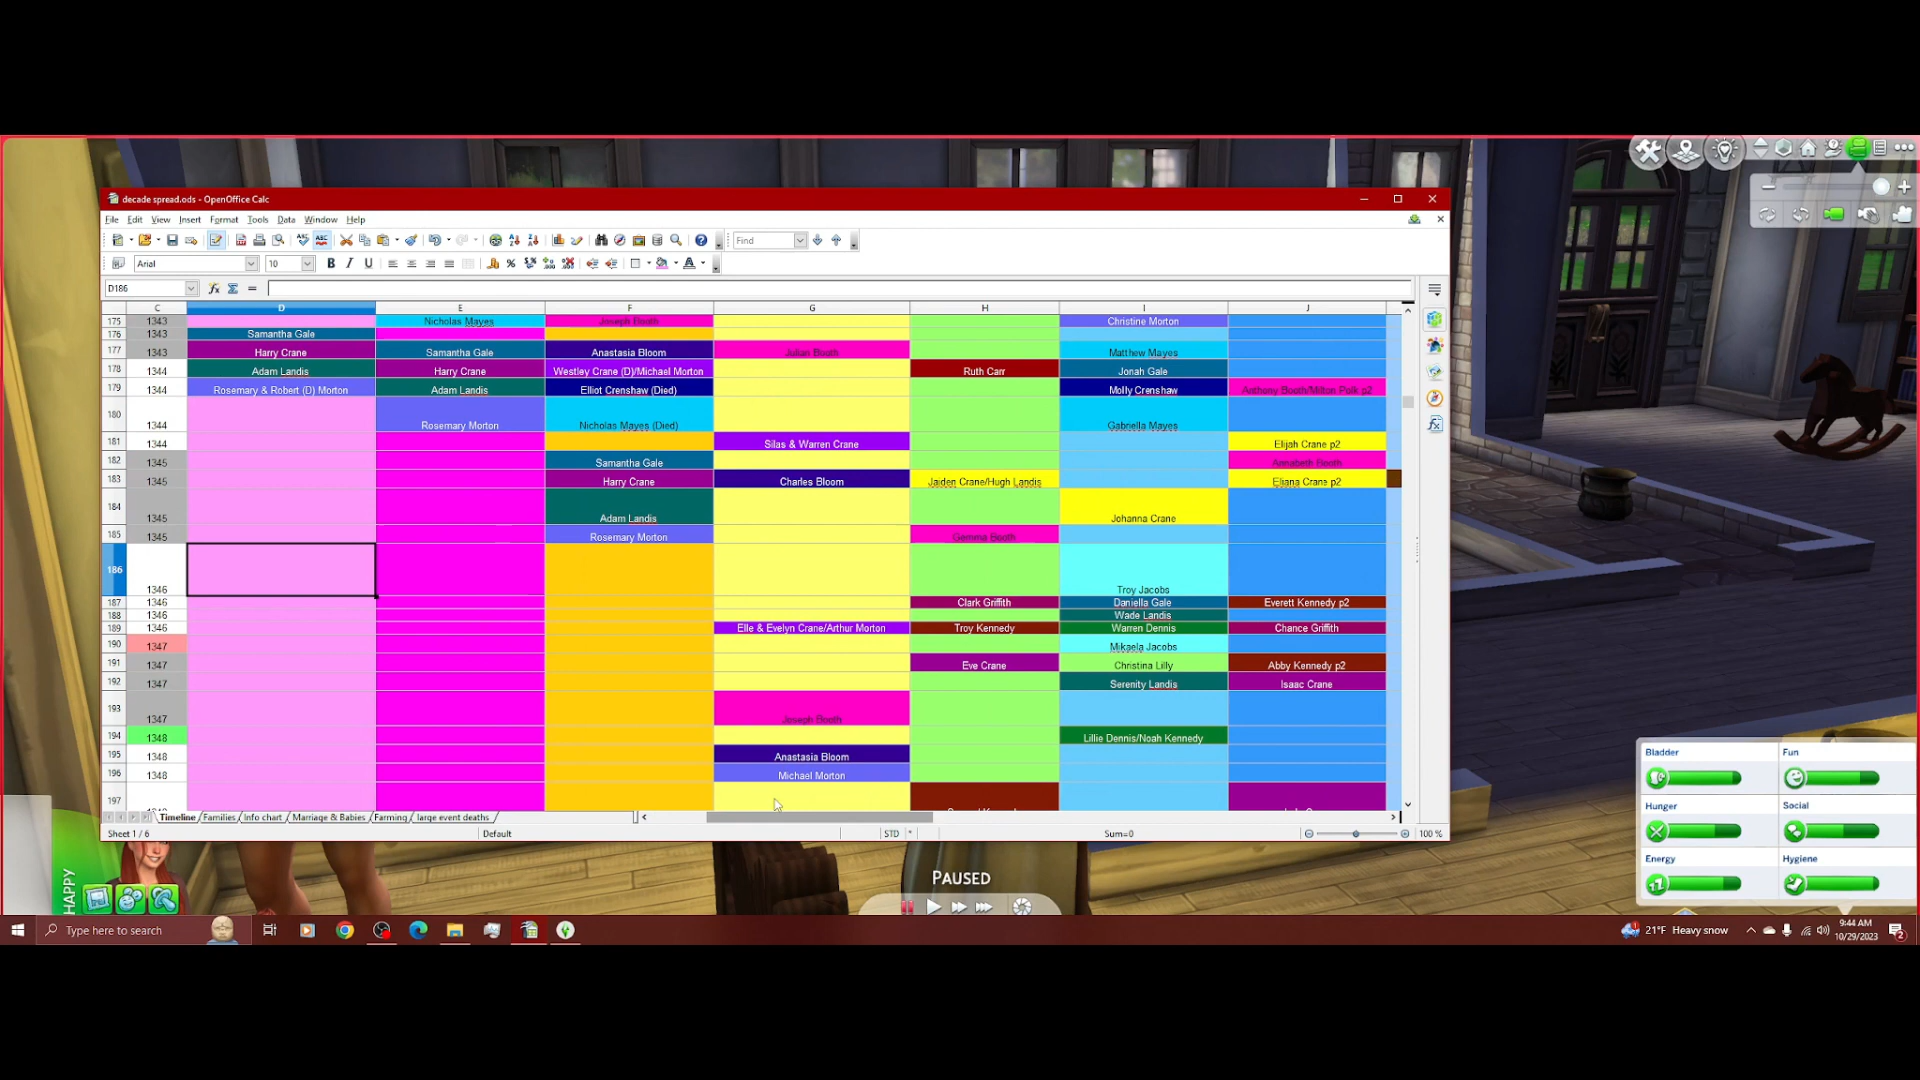 decade spread.ods - OpenOffice Calc
File Edit View Insert Format Tools Data Window Help
Find
Arial 10
D186
C D E F G H I J
175 1343 Nicholas Mayes Joseph Booth Christine Morton
176 1343 Samantha Gale
177 1343 Harry Crane Samantha Gale Anastasia Bloom Julian Booth Matthew Mayes
178 1344 Adam Landis Harry Crane Westley Crane (D)/Michael Morton Ruth Carr Jonah Gale
179 1344 Rosemary & Robert (D) Morton Adam Landis Elliot Crenshaw (Died) Molly Crenshaw Anthony Booth/Milton Polk p2
180 1344 Rosemary Morton Nicholas Mayes (Died) Gabriella Mayes
181 1344 Silas & Warren Crane Elijah Crane p2
182 1345 Samantha Gale Annabeth Booth
183 1345 Harry Crane Charles Bloom Jaiden Crane/Hugh Landis Eliana Crane p2
184 1345 Adam Landis Johanna Crane
185 1345 Rosemary Morton Gemma Booth
186 1346 Troy Jacobs
187 1346 Clark Griffith Daniella Gale Everett Kennedy p2
188 1346 Wade Landis
189 1346 Elle & Evelyn Crane/Arthur Morton Troy Kennedy Warren Dennis Chance Griffith
190 1347 Mikaela Jacobs
191 1347 Eve Crane Christina Lilly Abby Kennedy p2
192 1347 Serenity Landis Isaac Crane
193 1347 Joseph Booth
194 1348 Lillie Dennis/Noah Kennedy
195 1348 Anastasia Bloom
196 1348 Michael Morton
197
Timeline Families Info chart Marriage & Babies Farming large event deaths
Sheet 1 / 6 Default STD * Sum=0 100 %
Bladder Fun
Hunger Social
Energy Hygiene
HAPPY
PAUSED
Type here to search
21°F Heavy snow
9:44 AM
10/29/2023
2